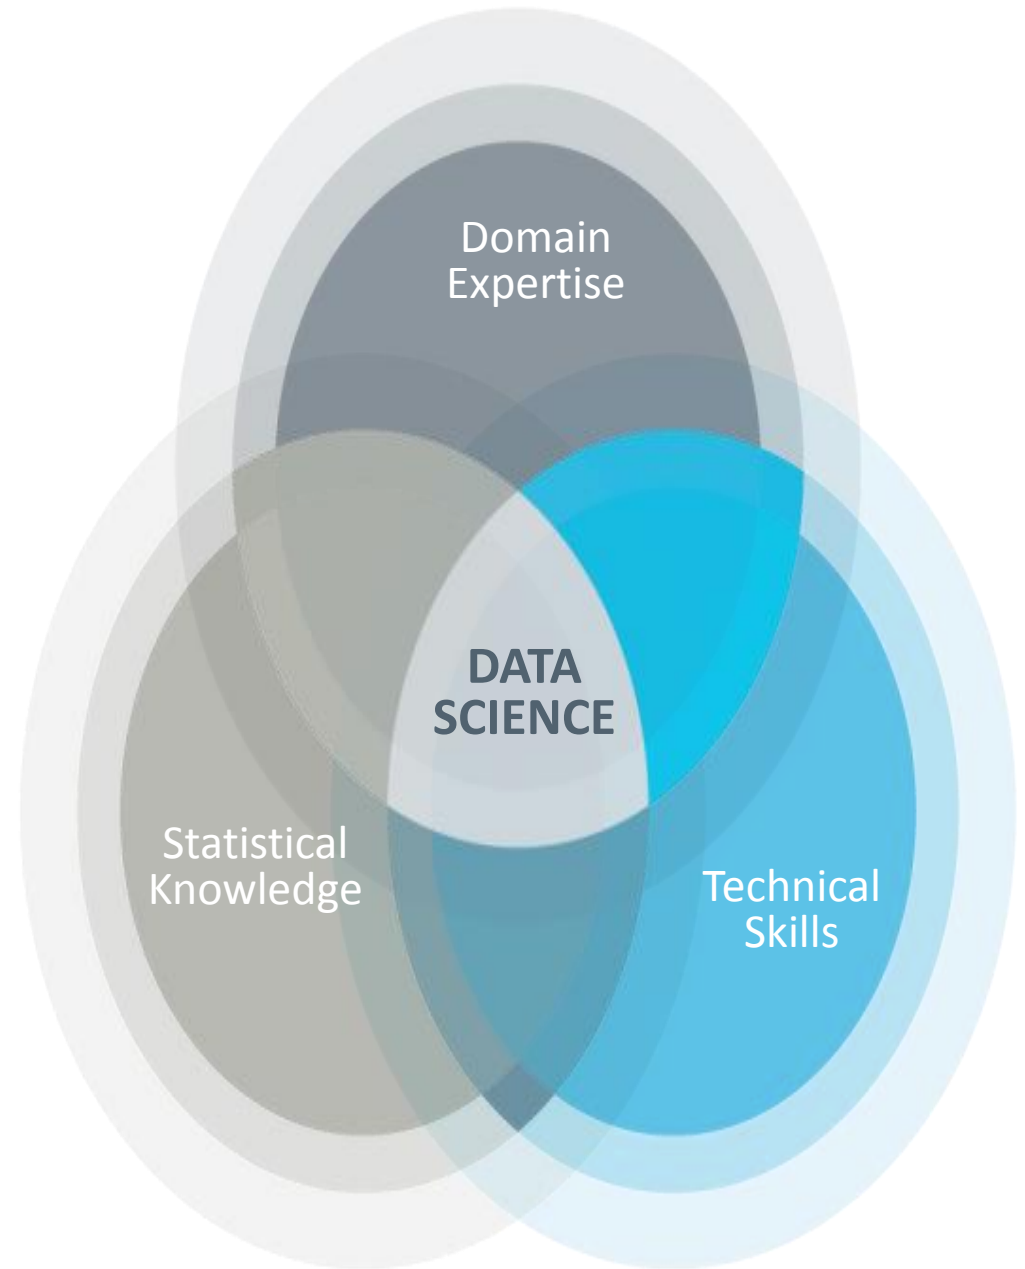 Domain
Expertise
DATA
SCIENCE
Statistical
Knowledge
Technical
Skills